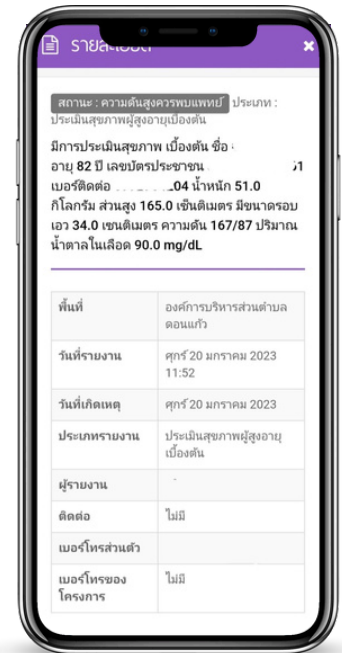 รายละเอียด
สถานะ : ความดันสูงควรพบแพทย์ ประเภท :
ประเมินสุขภาพผู้สูงอายุเบื้องต้น
มีการประเมินสุขภาพ เบื้องต้น ชื่อ
อายุ 82 ปี เลขบัตรประชาชน 1
เบอร์ติดต่อ 04 น้ำหนัก 51.0
กิโลกรัม ส่วนสูง 165.0 เซ็นติเมตร มีขนาดรอบ
เอว 34.0 เซนติเมตร ความดัน 167/87 ปริมาณ
น้ำตาลในเลือด 90.0 mg/dL
พื้นที่ องค์การบริหารส่วนตำบล
ดอนแก้ว
วันที่รายงาน ศุกร์ 20 มกราคม 2023
11:52
วันที่เกิดเหตุ ศุกร์ 20 มกราคม 2023
ประเภทรายงาน ประเมินสุขภาพผู้สูงอายุ
เบื้องต้น
ผู้รายงาน
ติดต่อ ไม่มี
เบอร์โทรส่วนตัว
เบอร์โทรของ ไม่มี
โครงการ